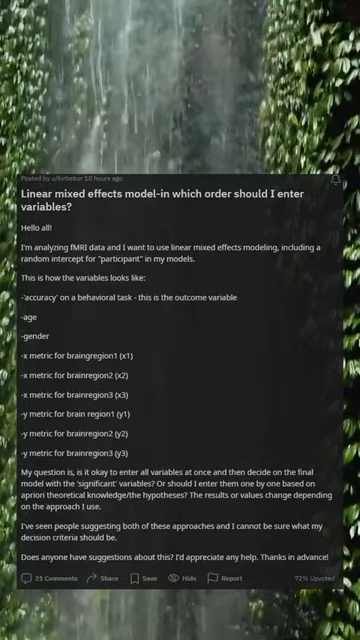 Posted by u/birbebur 10 hours ago
Linear mixed effects model-in which order should I enter
variables?
Hello all!
I'm analyzing fMRI data and I want to use linear mixed effects modeling, including a
random intercept for "participant" in my models.
This is how the variables looks like:
-'accuracy' on a behavioral task - this is the outcome variable
-age
-gender
-x metric for braingregion1 (x1)
-x metric for brainregion2 (x2)
-x metric for brainregion3 (x3)
-y metric for brain region1 (y1)
-y metric for brainregion2 (y2)
-y metric for brainregion3 (y3)
My question is, is it okay to enter all variables at once and then decide on the final
model with the 'significant' variables? Or should I enter them one by one based on
apriori theoretical knowledge/the hypotheses? The results or values change depending
on the approach I use.
I've seen people suggesting both of these approaches and I cannot be sure what my
decision criteria should be.
Does anyone have suggestions about this? I'd appreciate any help. Thanks in advance!
21 Comments Share Save Hide Report 72% Upvoted